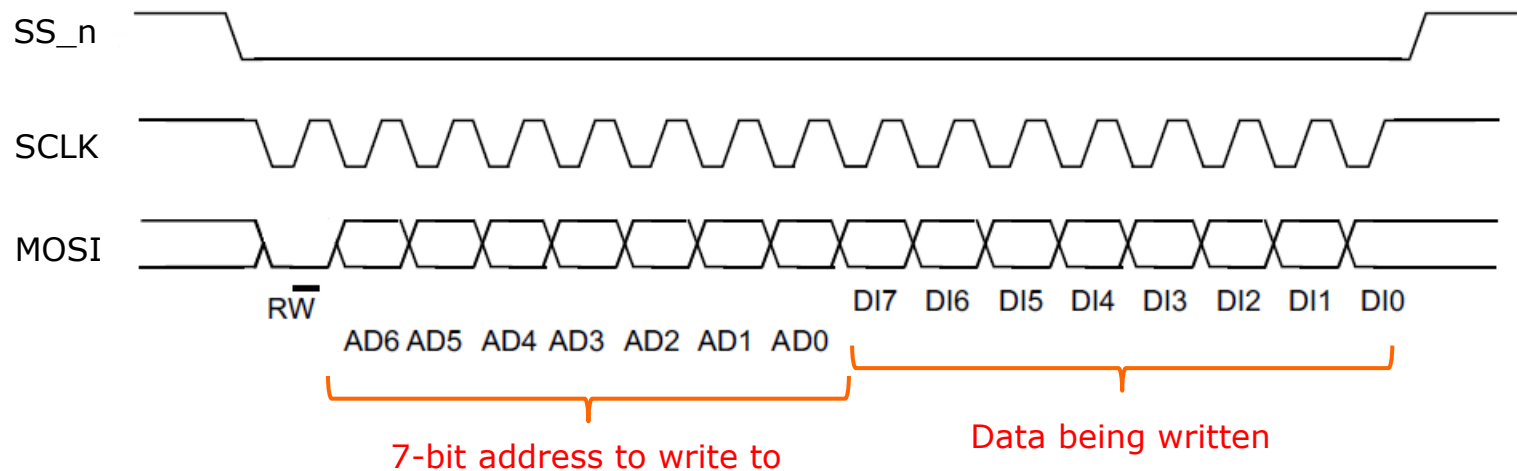 SS_n
SCLK
MOSI
RW̅
DI7 DI6 DI5 DI4 DI3 DI2 DI1 DI0
AD6 AD5 AD4 AD3 AD2 AD1 AD0
Data being written
7-bit address to write to